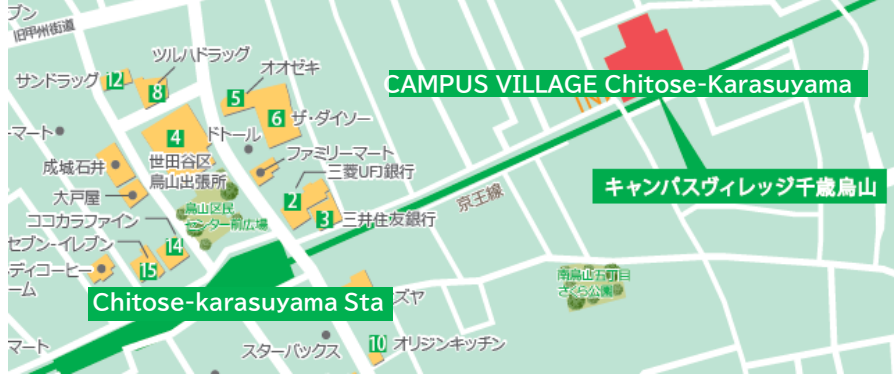 ブン
旧甲州街道
ツルハドラッグ
サンドラッグ
12
8
オオゼキ
5
6
ザ・ダイソー
CAMPUS VILLAGE Chitose-Karasuyama
ーマート
4
ドトール
世田谷区
烏山出張所
成城石井
ファミリーマート
三菱UFJ銀行
大戸屋
2
京王線
キャンパスヴィレッジ千歳烏山
ココカラファイン
烏山区民
センター前広場
3
三井住友銀行
セブン-イレブン
14
15
ディコーヒー
ーム
南烏山五丁目
さくら公園
Chitose-karasuyama Sta
ズヤ
マート
スターバックス
10
オリジンキッチン